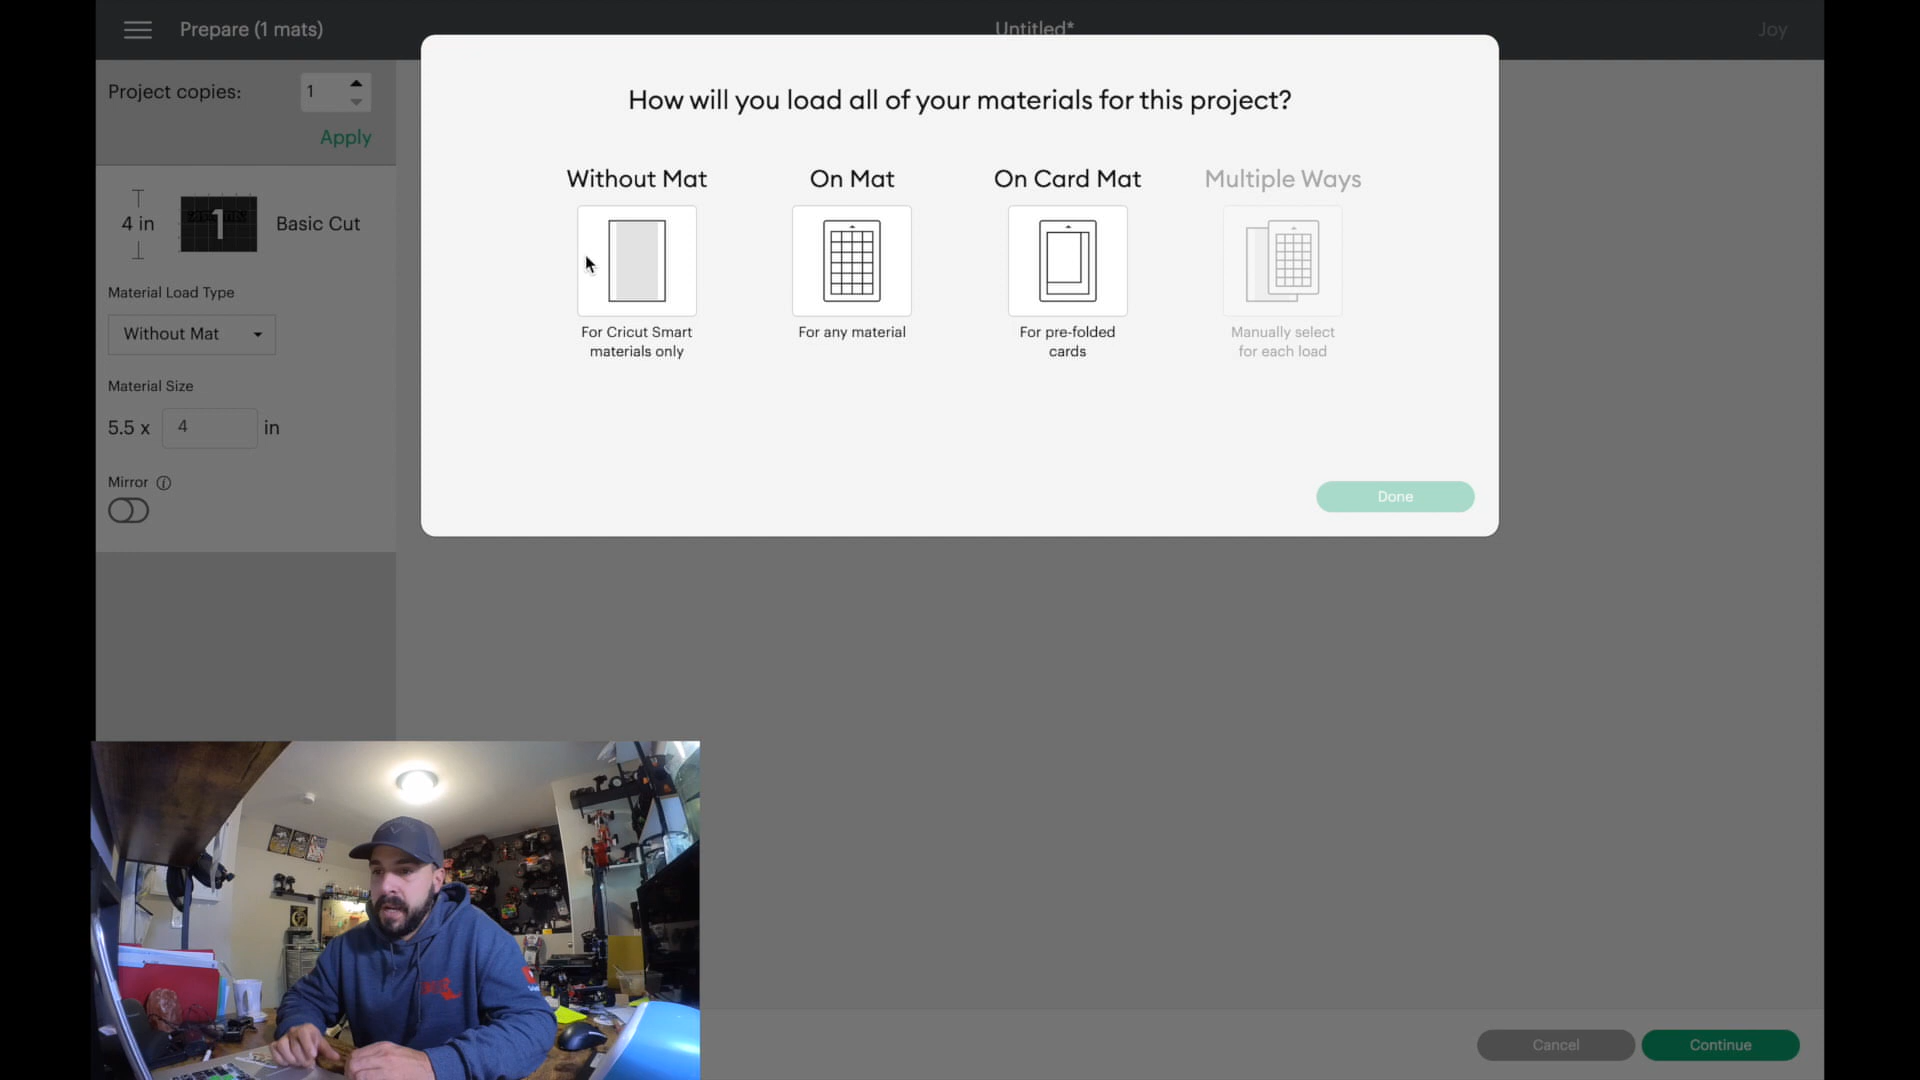 Prepare (1 mats)
Untitled*
Joy
Project copies:
1
Apply
4 in
1
Basic Cut
Material Load Type
Without Mat
Material Size
5.5 x
4
in
Mirror
How will you load all of your materials for this project?
Without Mat
For Cricut Smart
materials only
On Mat
For any material
On Card Mat
For pre-folded
cards
Multiple Ways
Manually select
for each load
Done
Cancel
Continue